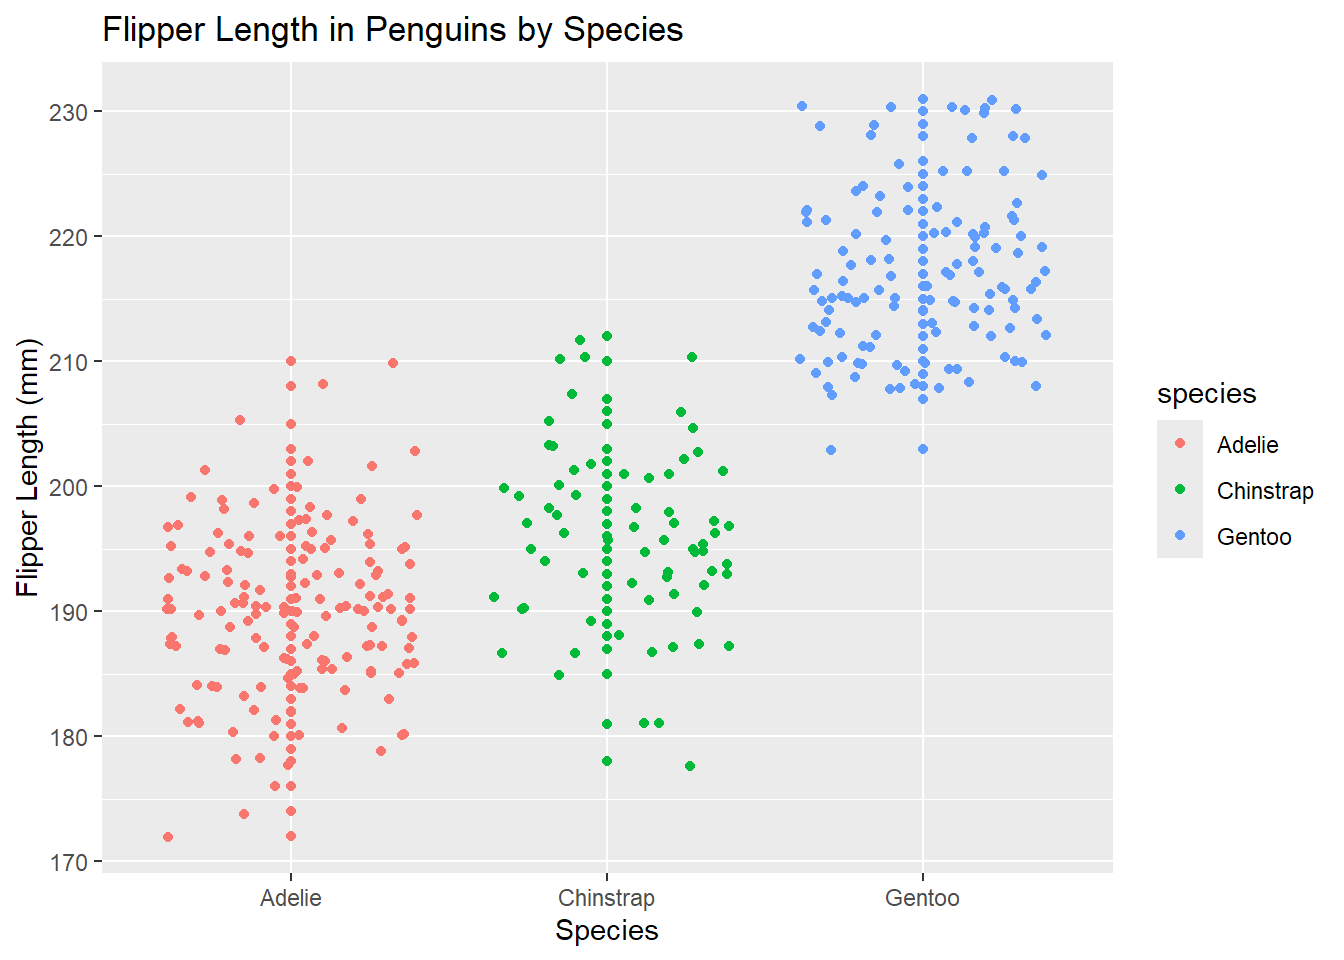 Flipper Length in Penguins by Species
Flipper Length (mm)
230
220
210
200
190
180
170
Adelie
Chinstrap
Gentoo
Species
species
Adelie
Chinstrap
Gentoo